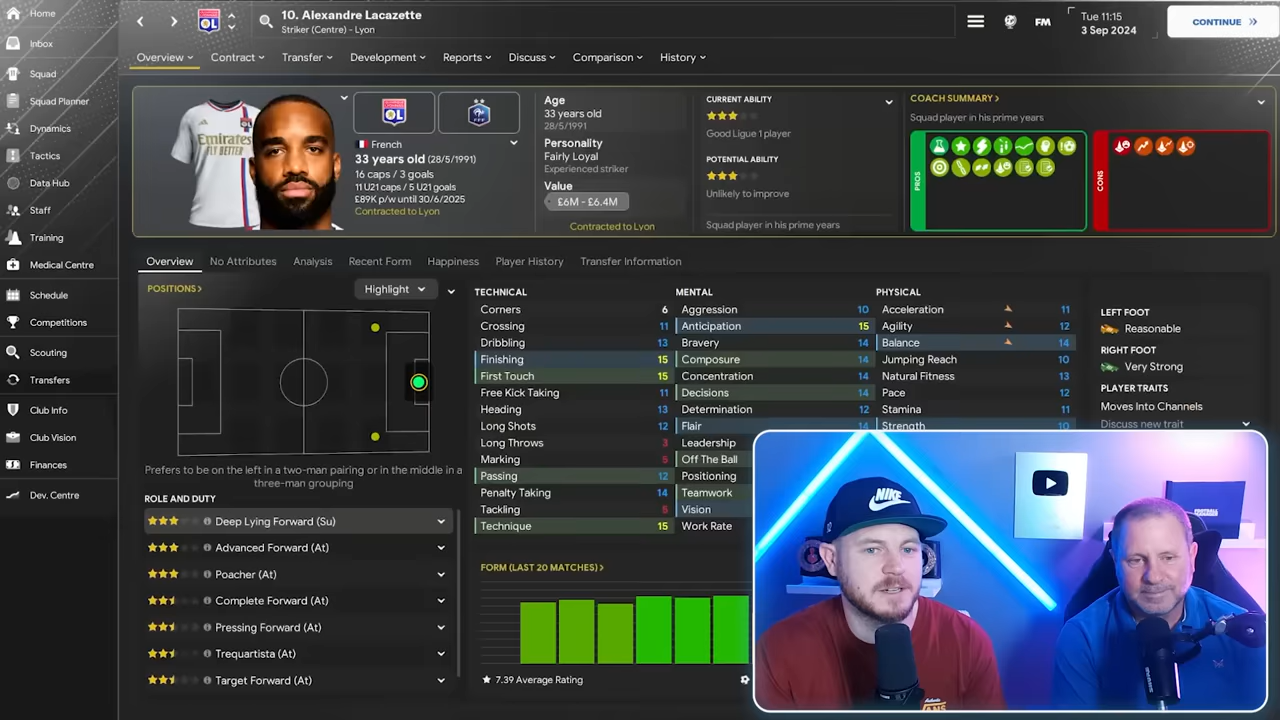 Home
Inbox
Squad
Squad Planner
Dynamics
Tactics
Data Hub
Staff
Training
Medical Centre
Schedule
Competitions
Scouting
Transfers
Club Info
Club Vision
Finances
Dev. Centre
10. Alexandre Lacazette
Striker (Centre) - Lyon
FM
Tue 11:15
3 Sep 2024
CONTINUE
Overview
Contract
Transfer
Development
Reports
Discuss
Comparison
History
Emirates
French
33 years old (28/5/1991)
16 caps / 3 goals
11 U21 caps / 5 U21 goals
£89K p/w until 30/6/2025
Contracted to Lyon
Age
33 years old
28/5/1991
Personality
Fairly Loyal
Experienced striker
Value
£6M - £6.4M
Contracted to Lyon
CURRENT ABILITY
Good Ligue 1 player
POTENTIAL ABILITY
Unlikely to improve
Squad player in his prime years
COACH SUMMARY
Squad player in his prime years
PROS
CONS
Overview
No Attributes
Analysis
Recent Form
Happiness
Player History
Transfer Information
POSITIONS
Highlight
Prefers to be on the left in a two-man pairing or in the middle in a
three-man grouping
ROLE AND DUTY
Deep Lying Forward (Su)
Advanced Forward (At)
Poacher (At)
Complete Forward (At)
Pressing Forward (At)
Trequartista (At)
Target Forward (At)
TECHNICAL
Corners 6
Crossing 11
Dribbling 13
Finishing 15
First Touch 15
Free Kick Taking 11
Heading 13
Long Shots 12
Long Throws 3
Marking 5
Passing 12
Penalty Taking 14
Tackling 5
Technique 15
MENTAL
Aggression 10
Anticipation 15
Bravery 14
Composure 14
Concentration 14
Decisions 14
Determination 12
Flair 14
Leadership
Off The Ball
Positioning
Teamwork
Vision
Work Rate
PHYSICAL
Acceleration 11
Agility 12
Balance 14
Jumping Reach 10
Natural Fitness 13
Pace 12
Stamina 11
Strength 10
LEFT FOOT
Reasonable
RIGHT FOOT
Very Strong
PLAYER TRAITS
Moves Into Channels
Discuss new trait
FORM (LAST 20 MATCHES)
7.39 Average Rating
NIKE